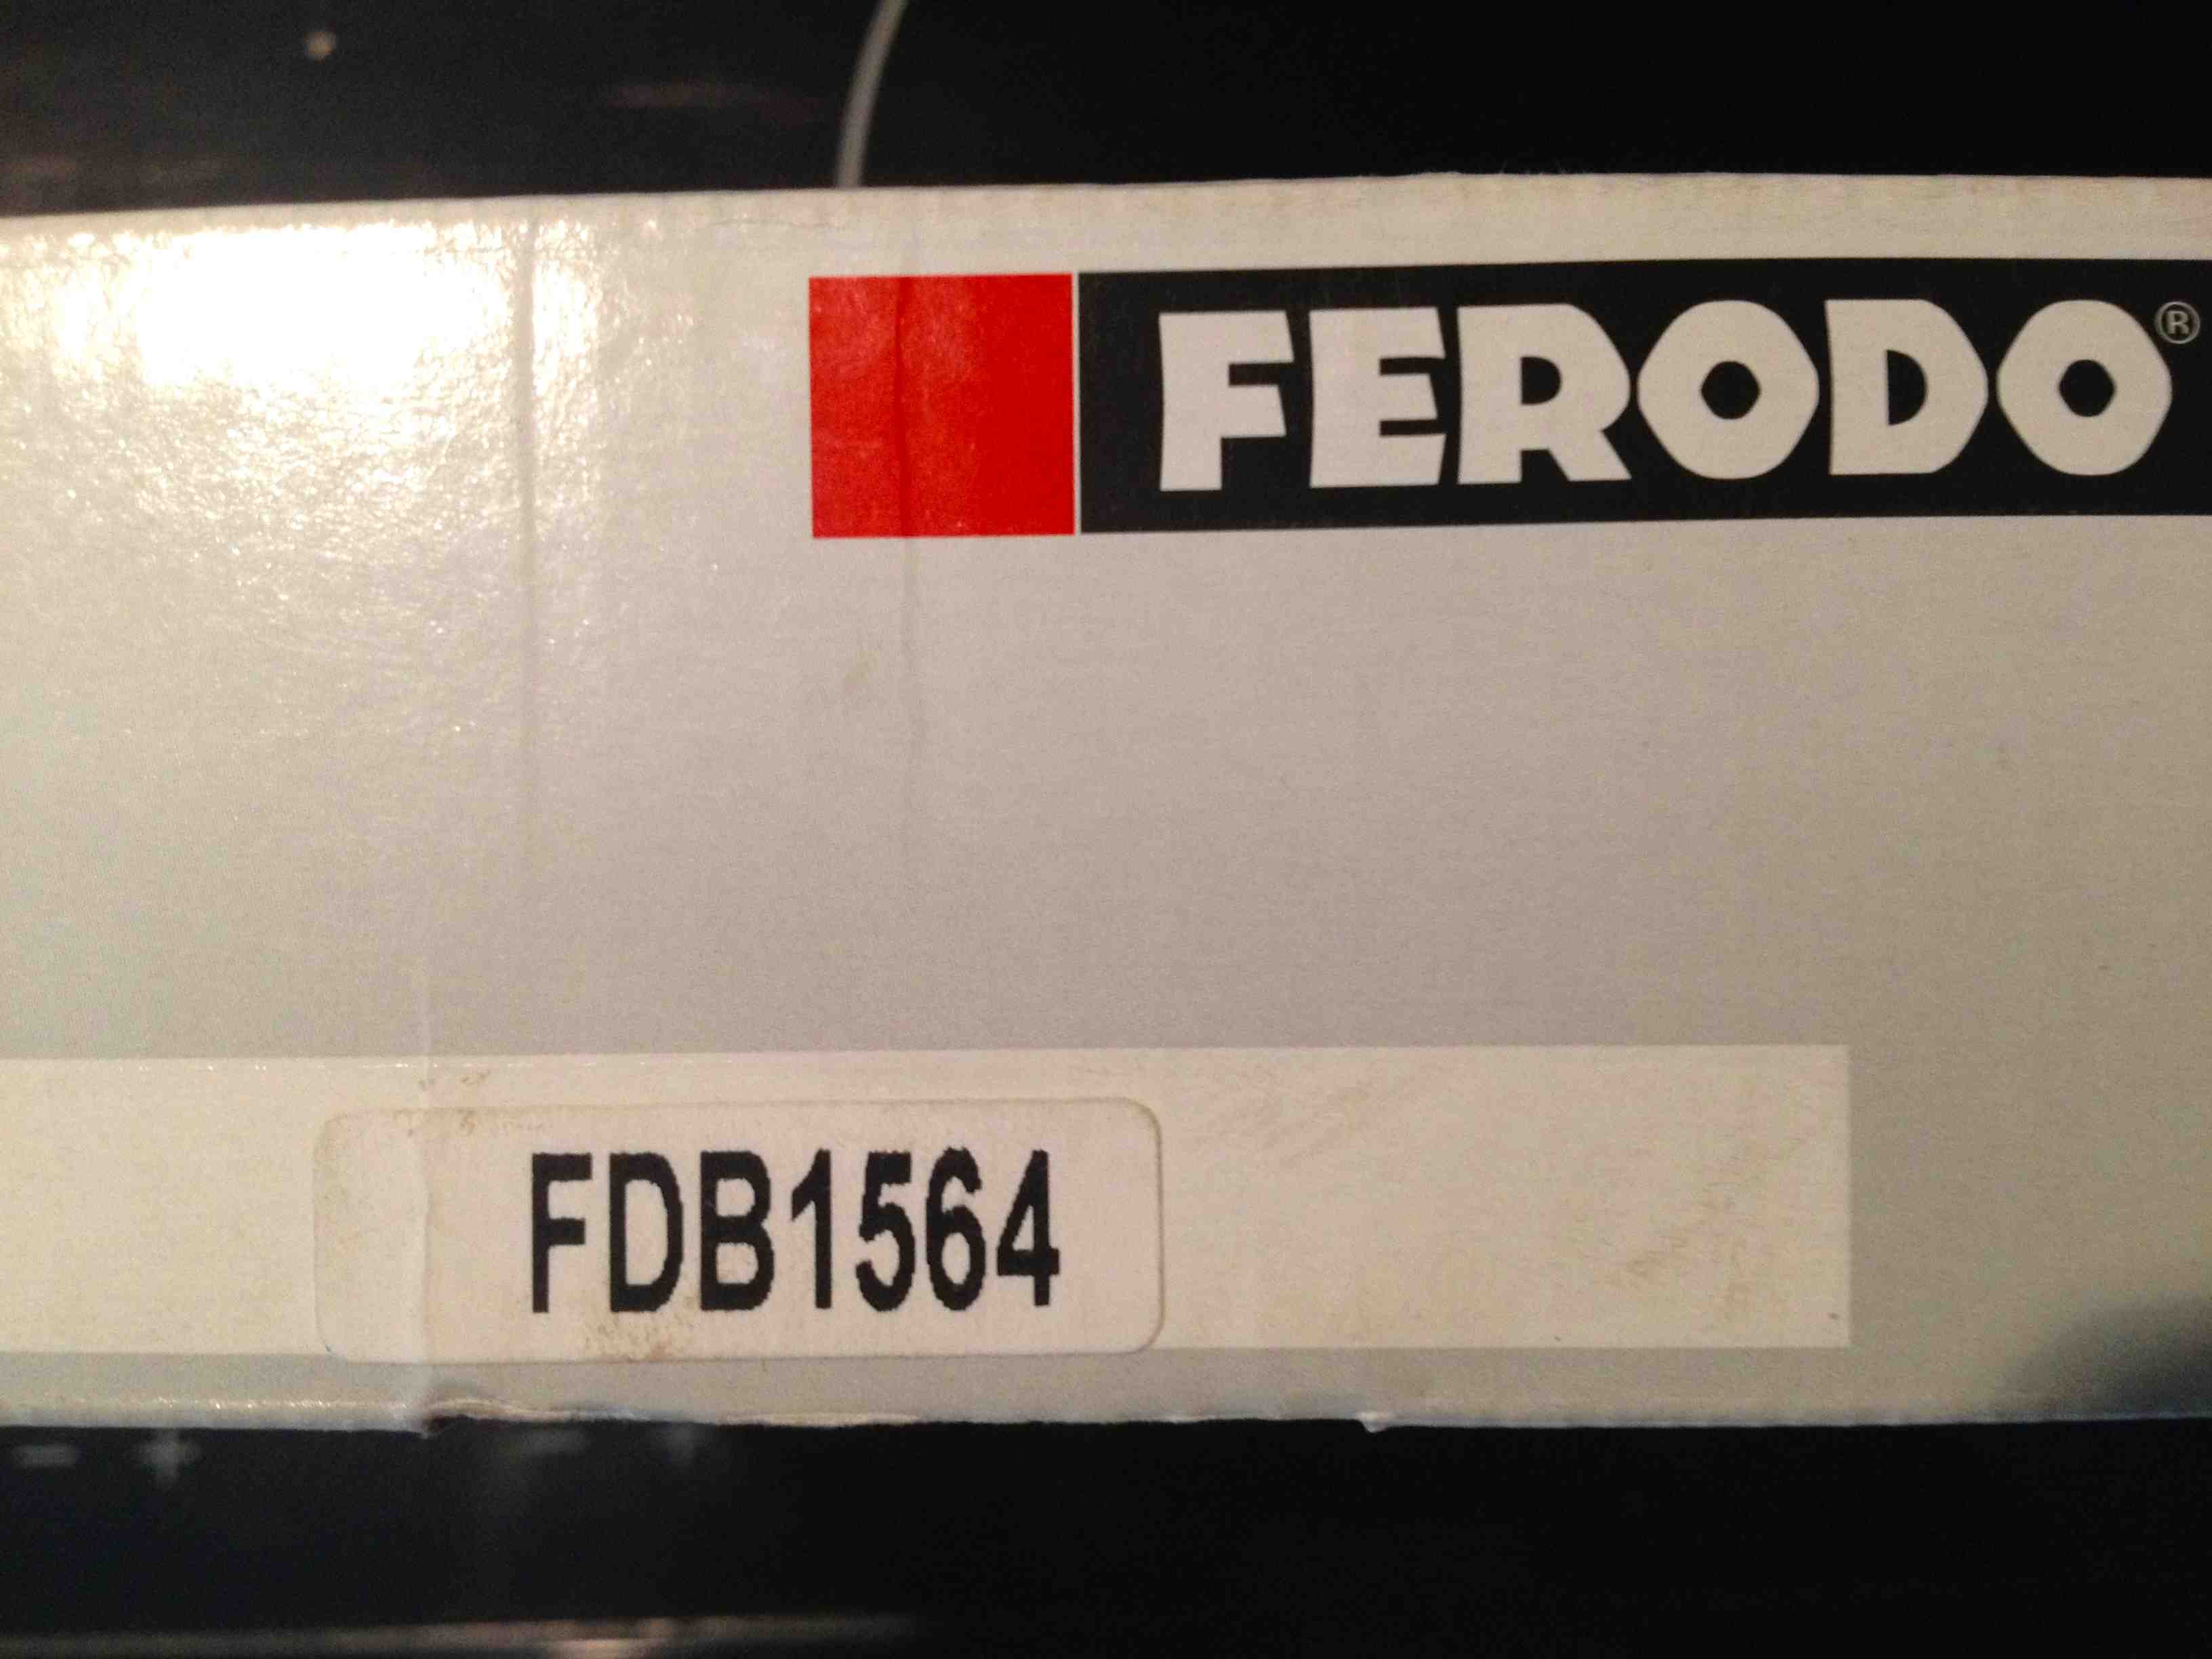 FERODO®
FDB1564
- + - +